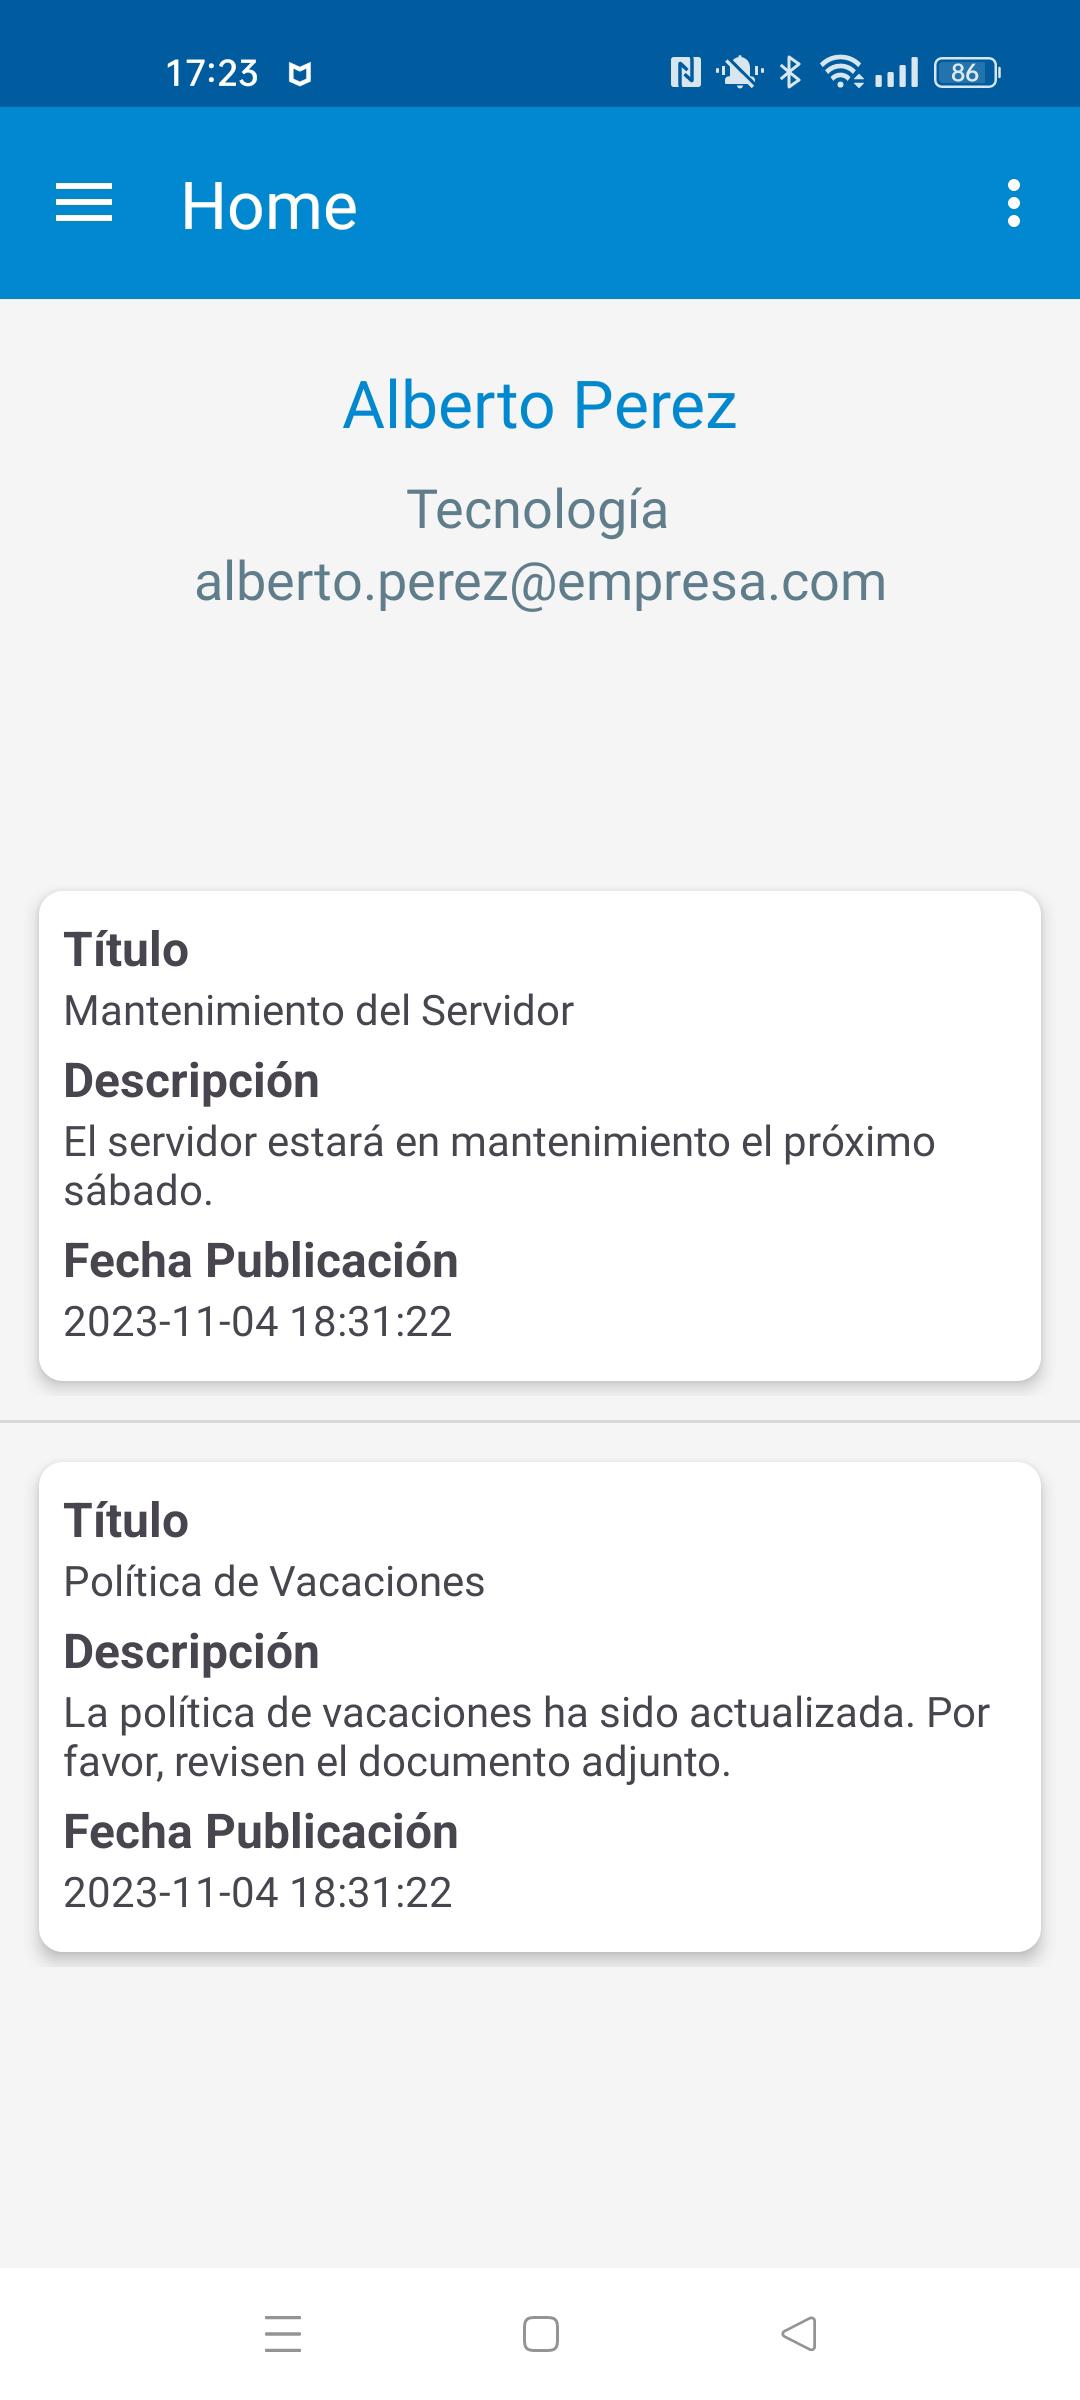 17:23
86
Home
Alberto Perez
Tecnología
alberto.perez@empresa.com
Título
Mantenimiento del Servidor
Descripción
El servidor estará en mantenimiento el próximo
sábado.
Fecha Publicación
2023-11-04 18:31:22
Título
Política de Vacaciones
Descripción
La política de vacaciones ha sido actualizada. Por
favor, revisen el documento adjunto.
Fecha Publicación
2023-11-04 18:31:22